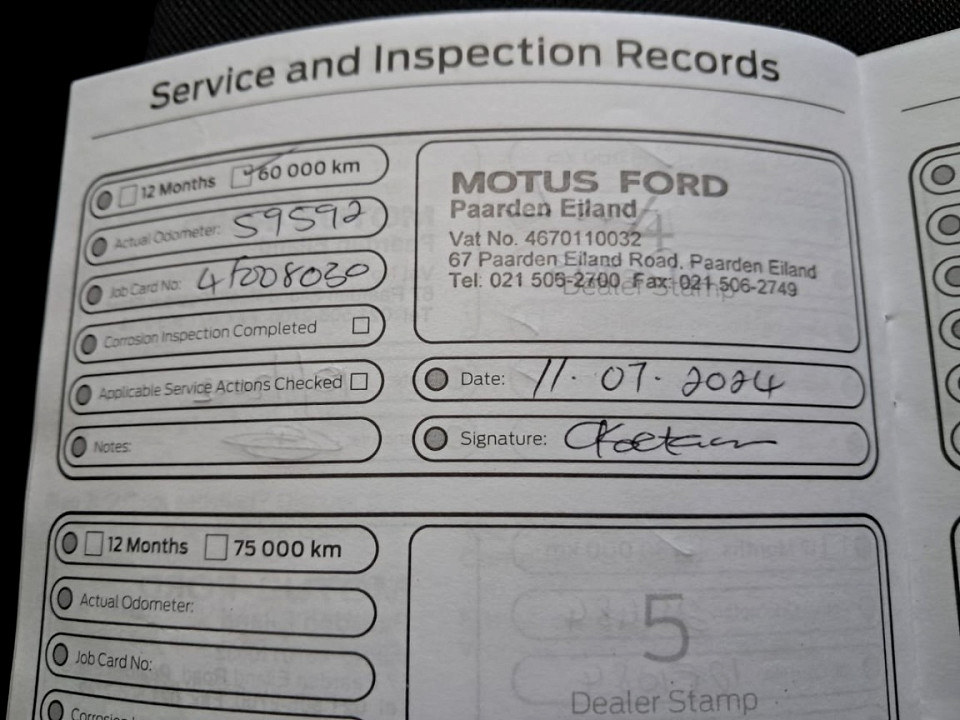 Service and Inspection Records
12 Months 60 000 km
Actual Odometer: 59592
Job Card No: 4F008030
Corrosion Inspection Completed
Applicable Service Actions Checked
Notes:
MOTUS FORD
Paarden Eiland
4
Vat No. 4670110032
67 Paarden Eiland Road, Paarden Eiland
Tel: 021 506-2700 Fax: 021 506-2749
Dealer Stamp
Date: 11.07.2024
Signature:
12 Months 75 000 km
Actual Odometer:
Job Card No:
5
Dealer Stamp